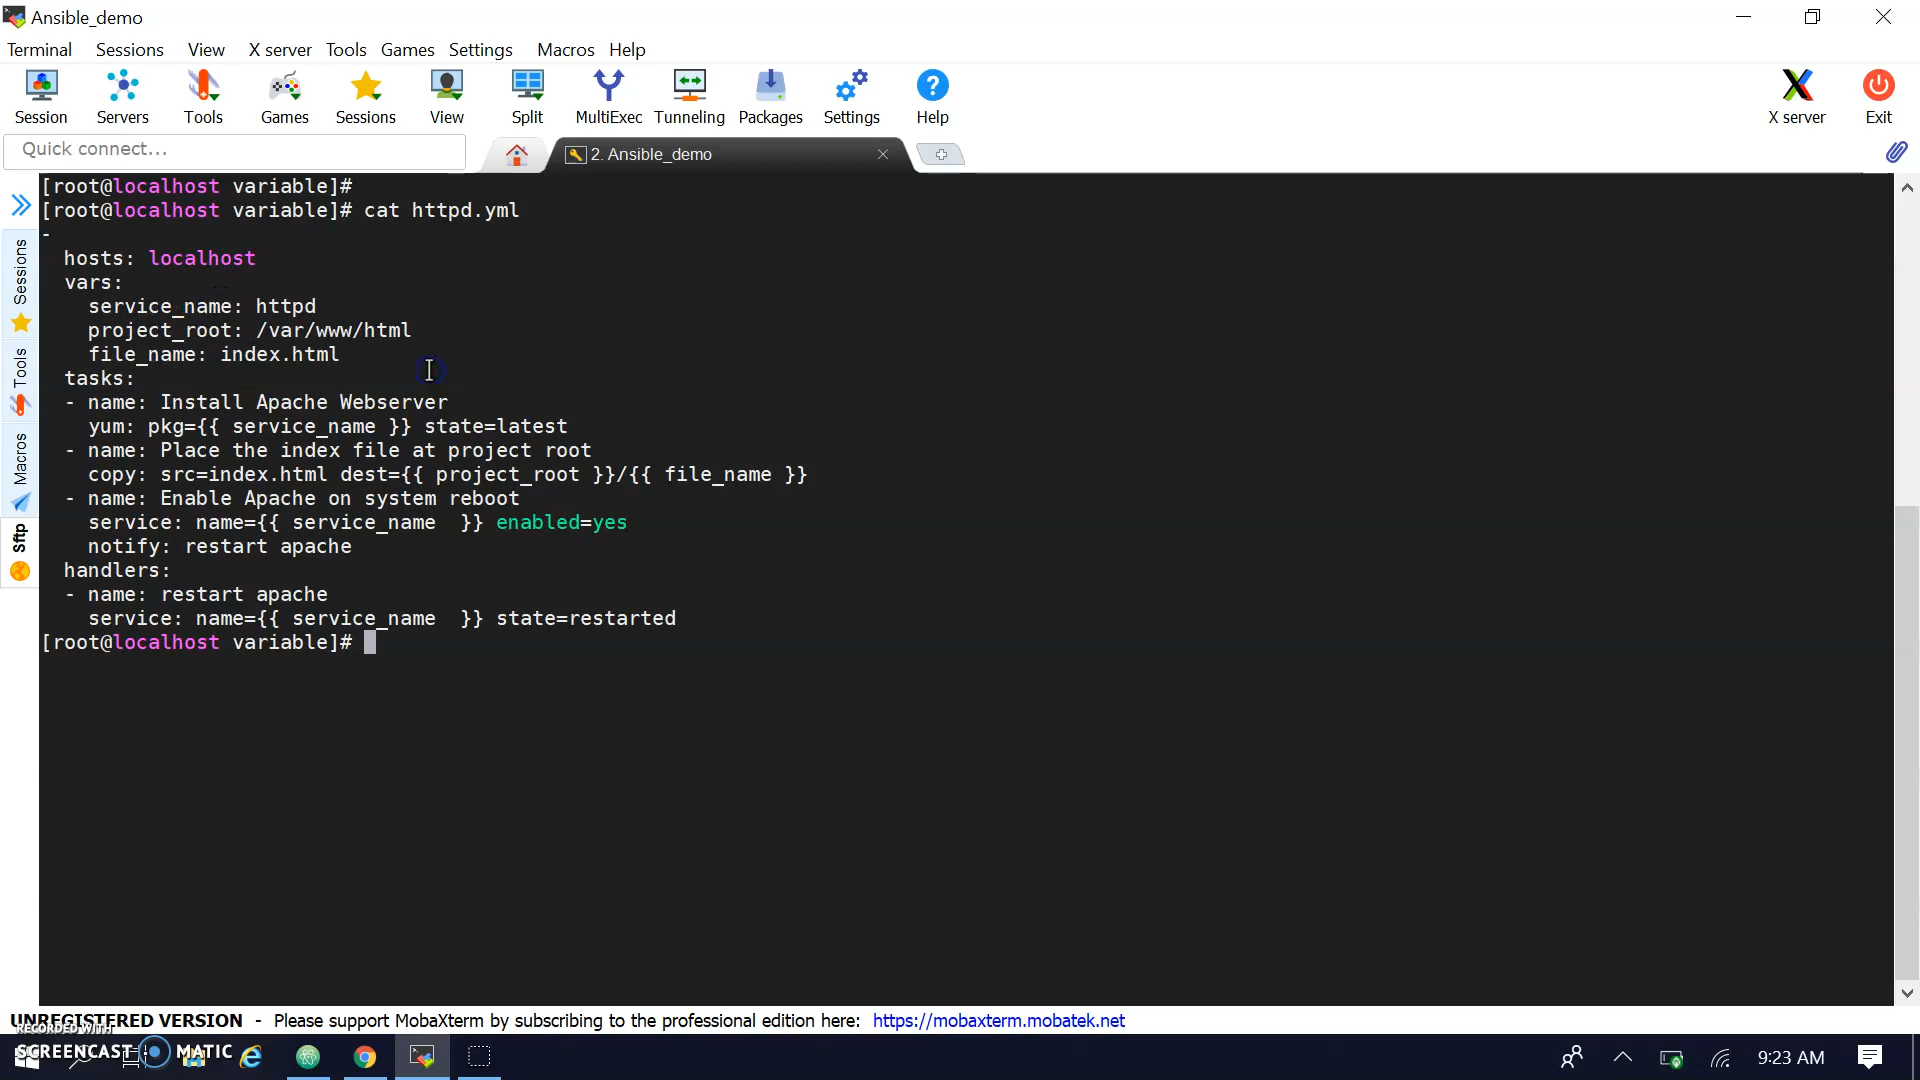 Ansible_demo
Terminal Sessions View X server Tools Games Settings Macros Help
Session Servers Tools Games Sessions View Split MultiExec Tunneling Packages Settings Help X server Exit
Quick connect...
2. Ansible_demo
Sessions
Tools
Macros
Sftp
[root@localhost variable]#
[root@localhost variable]# cat httpd.yml
-
  hosts: localhost
  vars:
    service_name: httpd
    project_root: /var/www/html
    file_name: index.html
  tasks:
  - name: Install Apache Webserver
    yum: pkg={{ service_name }} state=latest
  - name: Place the index file at project root
    copy: src=index.html dest={{ project_root }}/{{ file_name }}
  - name: Enable Apache on system reboot
    service: name={{ service_name  }} enabled=yes
    notify: restart apache
  handlers:
  - name: restart apache
    service: name={{ service_name  }} state=restarted
[root@localhost variable]#
UNREGISTERED VERSION - Please support MobaXterm by subscribing to the professional edition here: https://mobaxterm.mobatek.net
RECORDED WITH
SCREENCAST MATIC
9:23 AM